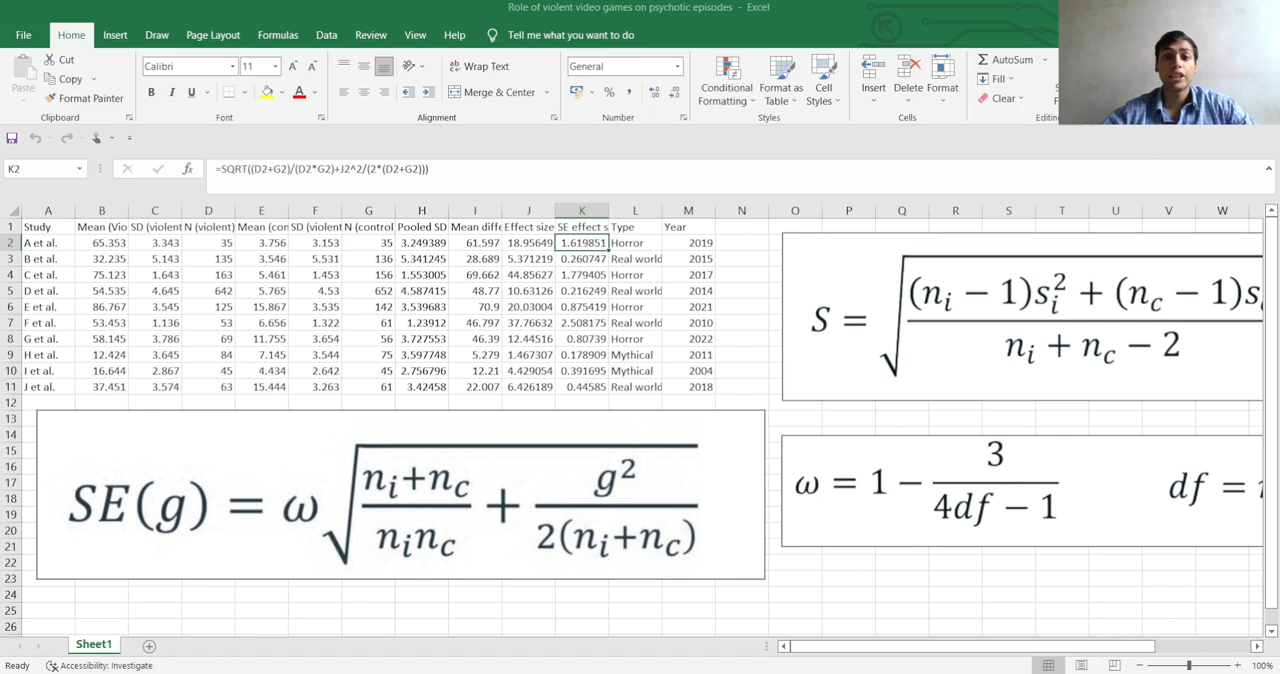 Role of violent video games on psychotic episodes - Excel
File Home Insert Draw Page Layout Formulas Data Review View Help Tell me what you want to do
Cut
Copy
Format Painter
Paste
Clipboard
Calibri 11
B I U
Font
Wrap Text
Merge & Center
Alignment
General
Number
Conditional Formatting
Format as Table
Cell Styles
Styles
Insert Delete Format
Cells
AutoSum
Fill
Clear
Editin
K2 fx =SQRT((D2+G2)/(D2*G2)+J2^2/(2*(D2+G2)))
A B C D E F G H I J K L M N O P Q R S T U V W
1 Study Mean (Vio SD (violent N (violent) Mean (con SD (violent N (control Pooled SD Mean diffe Effect size SE effect s Type Year
2 A et al. 65.353 3.343 35 3.756 3.153 35 3.249389 61.597 18.95649 1.619851 Horror 2019
3 B et al. 32.235 5.143 135 3.546 5.531 136 5.341245 28.689 5.371219 0.260747 Real world 2015
4 C et al. 75.123 1.643 163 5.461 1.453 156 1.553005 69.662 44.85627 1.779405 Horror 2017
5 D et al. 54.535 4.645 642 5.765 4.53 652 4.587415 48.77 10.63126 0.216249 Real world 2014
6 E et al. 86.767 3.545 125 15.867 3.535 142 3.539683 70.9 20.03004 0.875419 Horror 2021
7 F et al. 53.453 1.136 53 6.656 1.322 61 1.23912 46.797 37.76632 2.508175 Real world 2010
8 G et al. 58.145 3.786 69 11.755 3.654 56 3.727553 46.39 12.44516 0.80739 Horror 2022
9 H et al. 12.424 3.645 84 7.145 3.544 75 3.597748 5.279 1.467307 0.178909 Mythical 2011
10 I et al. 16.644 2.867 45 4.434 2.642 45 2.756796 12.21 4.429054 0.391695 Mythical 2004
11 J et al. 37.451 3.574 63 15.444 3.263 61 3.42458 22.007 6.426189 0.44585 Real world 2018
12
13
14
15
16
17
18
19
20
21
22
23
24
25
26
S = √ (nᵢ − 1)sᵢ² + (n꜀ − 1)s
nᵢ + n꜀ − 2
SE(g) = ω √ nᵢ+n꜀ / nᵢn꜀ + g² / 2(nᵢ+n꜀)
ω = 1 − 3 / 4df − 1 df =
Sheet1
Ready Accessibility: Investigate 100%